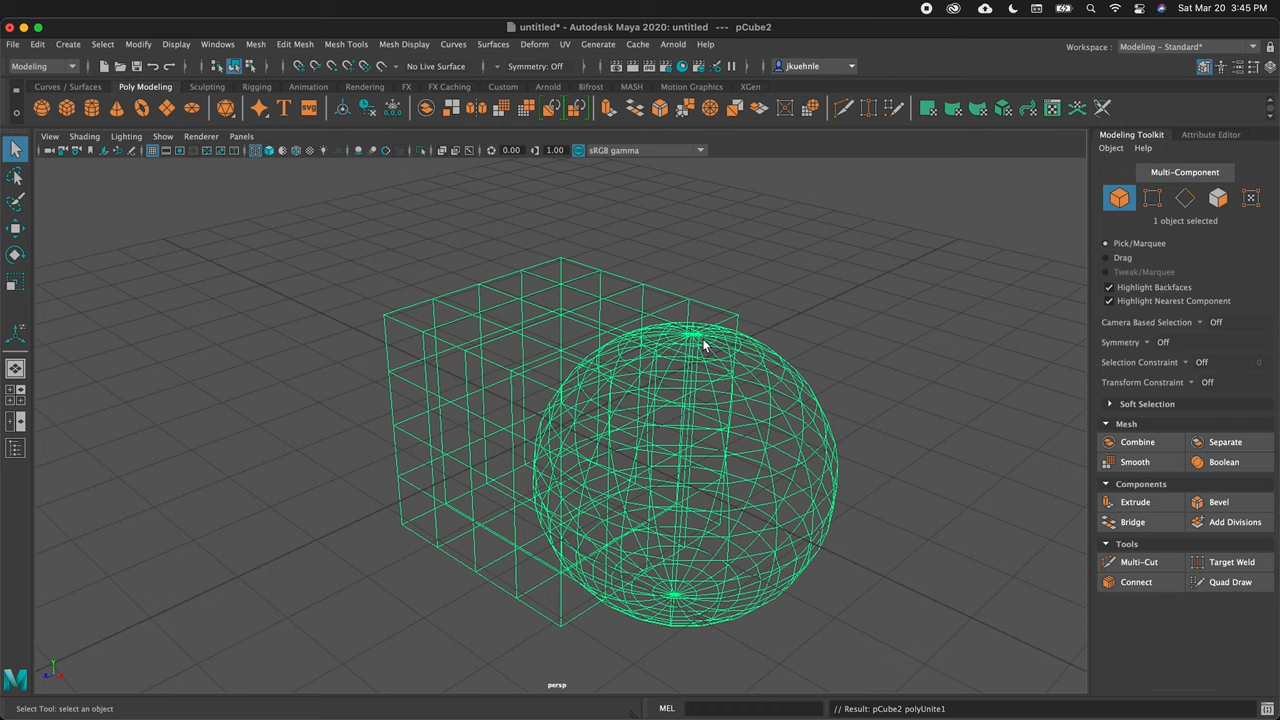 Sat Mar 20 3:45 PM
untitled* - Autodesk Maya 2020: untitled --- pCube2
File Edit Create Select Modify Display Windows Mesh Edit Mesh Mesh Tools Mesh Display Curves Surfaces Deform UV Generate Cache Arnold Help
Workspace : Modeling - Standard*
Modeling No Live Surface Symmetry: Off jkuehnle
Curves / Surfaces Poly Modeling Sculpting Rigging Animation Rendering FX FX Caching Custom Arnold Bifrost MASH Motion Graphics XGen
SVG
View Shading Lighting Show Renderer Panels
0.00 1.00 sRGB gamma
Modeling Toolkit Attribute Editor
Object Help
Multi-Component
1 object selected
Pick/Marquee
Drag
Tweak/Marquee
Highlight Backfaces
Highlight Nearest Component
Camera Based Selection Off
Symmetry Off
Selection Constraint Off 0
Transform Constraint Off
Soft Selection
Mesh
Combine Separate
Smooth Boolean
Components
Extrude Bevel
Bridge Add Divisions
Tools
Multi-Cut Target Weld
Connect Quad Draw
persp
Select Tool: select an object
MEL
// Result: pCube2 polyUnite1